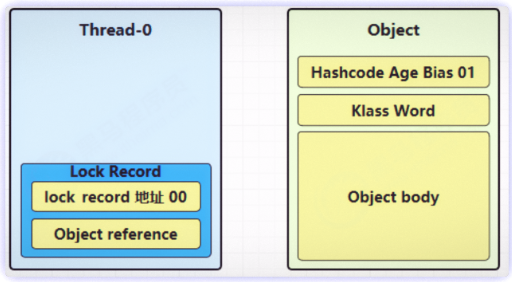 Thread-0
Lock Record
lock record 地址 00
Object reference
Object
Hashcode Age Bias 01
Klass Word
Object body